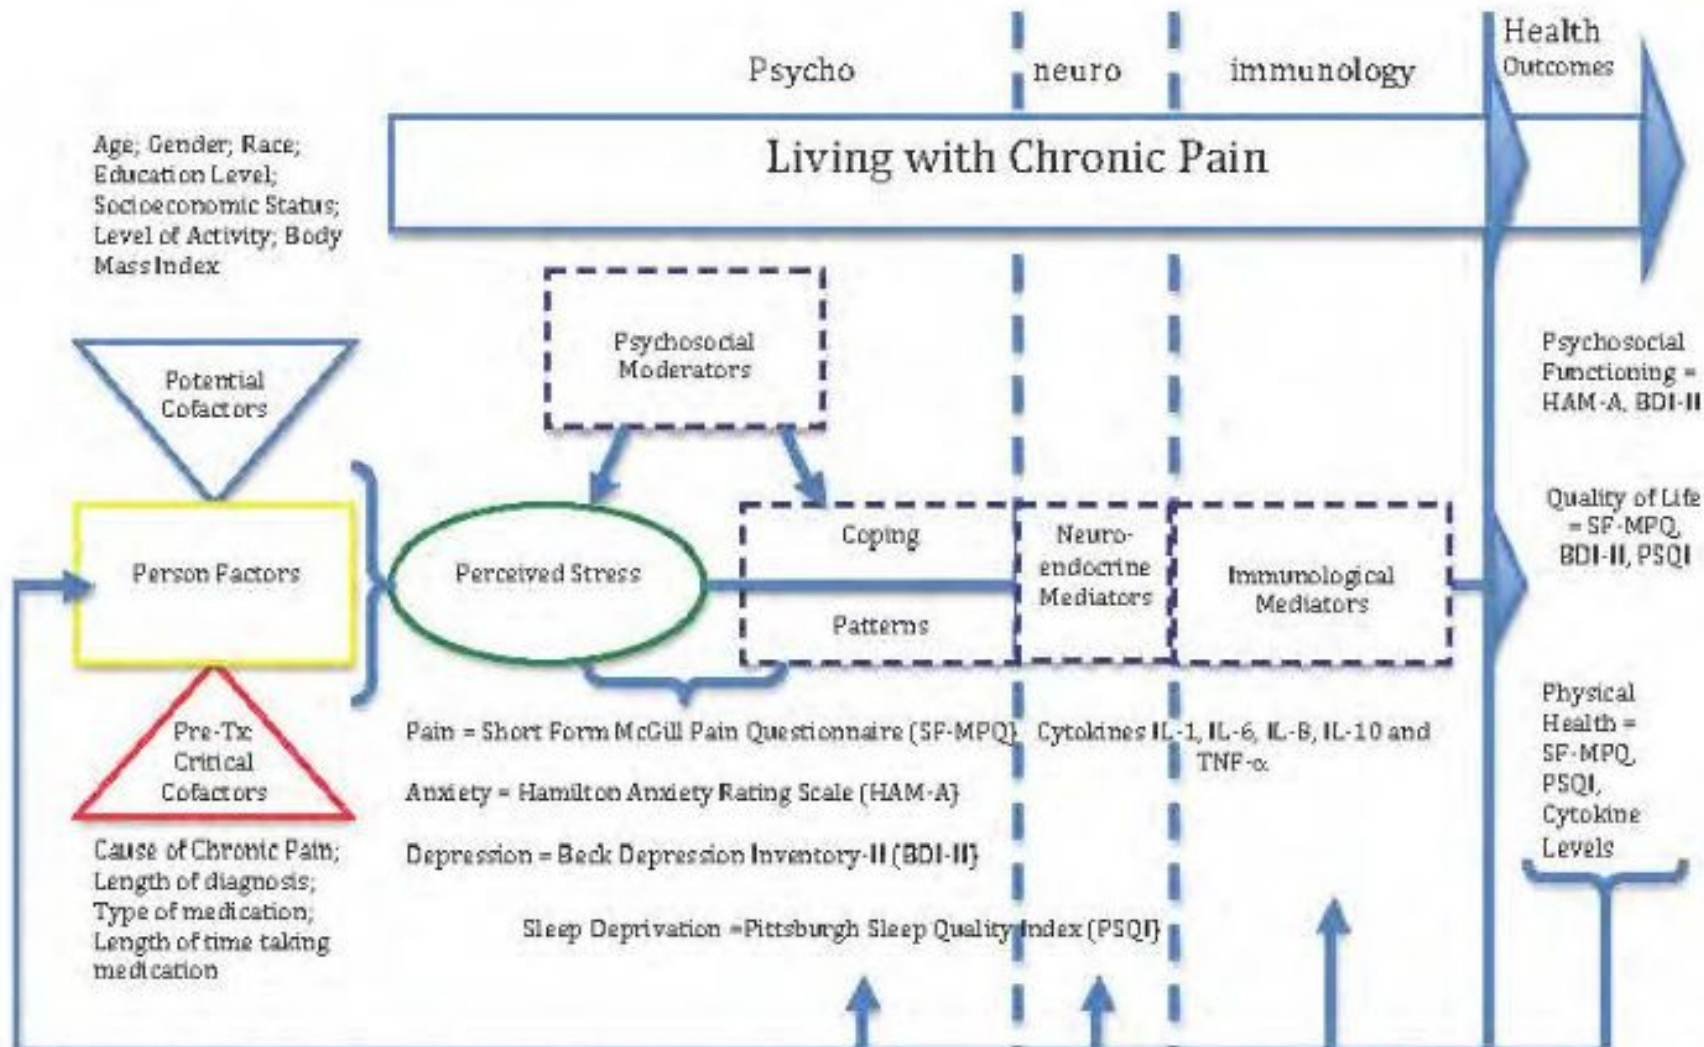 Psycho
neuro
immunology
Health
Outcomes
Living with Chronic Pain
Age; Gender; Race;
Education Level;
Socioeconomic Status;
Level of Activity; Body
Mass Index
Psychosocial
Moderators
Potential
Cofactors
Person Factors
Perceived Stress
Coping
Patterns
Neuro-
endocrine
Mediators
Immunological
Mediators
Psychosocial
Functioning =
HAM-A, BDI-II
Quality of Life
= SF-MPQ,
BDI-II, PSQI
Physical
Health =
SF-MPQ,
PSQI,
Cytokine
Levels
Pre-Tx
Critical
Cofactors
Cause of Chronic Pain;
Length of diagnosis;
Type of medication;
Length of time taking
medication
Pain = Short Form McGill Pain Questionnaire (SF-MPQ)
Anxiety = Hamilton Anxiety Rating Scale (HAM-A)
Depression = Beck Depression Inventory-II (BDI-II)
Sleep Deprivation =Pittsburgh Sleep Quality Index (PSQI)
Cytokines IL-1, IL-6, IL-8, IL-10 and
TNF-α